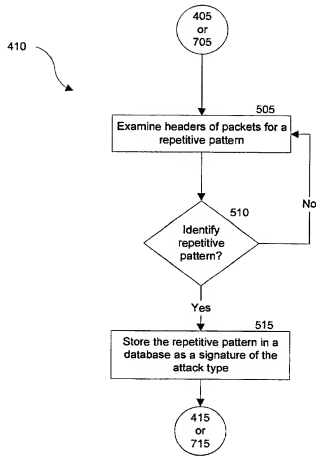 405
or
705
410
505
Examine headers of packets for a
repetitive pattern
510
No
Identify
repetitive
pattern?
Yes
515
Store the repetitive pattern in a
database as a signature of the
attack type
415
or
715